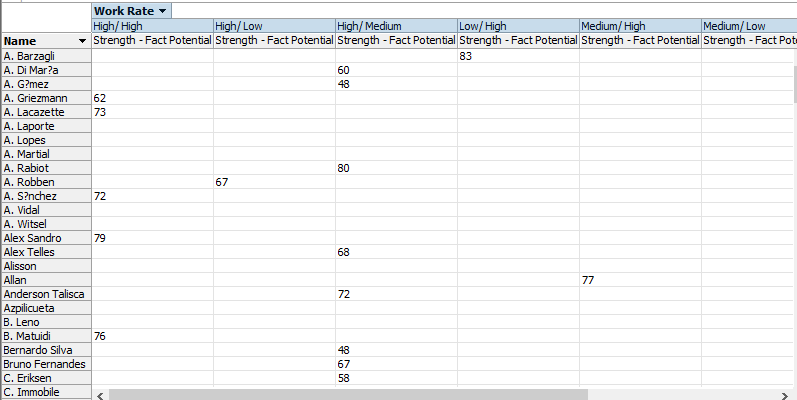 Work Rate
High/ High High/ Low High/ Medium Low/ High Medium/ High Medium/ Low
Name Strength - Fact Potential Strength - Fact Potential Strength - Fact Potential Strength - Fact Potential Strength - Fact Potential Strength - Fact Pote
A. Barzagli 83
A. Di Mar?a 60
A. G?mez 48
A. Griezmann 62
A. Lacazette 73
A. Laporte
A. Lopes
A. Martial
A. Rabiot 80
A. Robben 67
A. S?nchez 72
A. Vidal
A. Witsel
Alex Sandro 79
Alex Telles 68
Alisson
Allan 77
Anderson Talisca 72
Azpilicueta
B. Leno
B. Matuidi 76
Bernardo Silva 48
Bruno Fernandes 67
C. Eriksen 58
C. Immobile